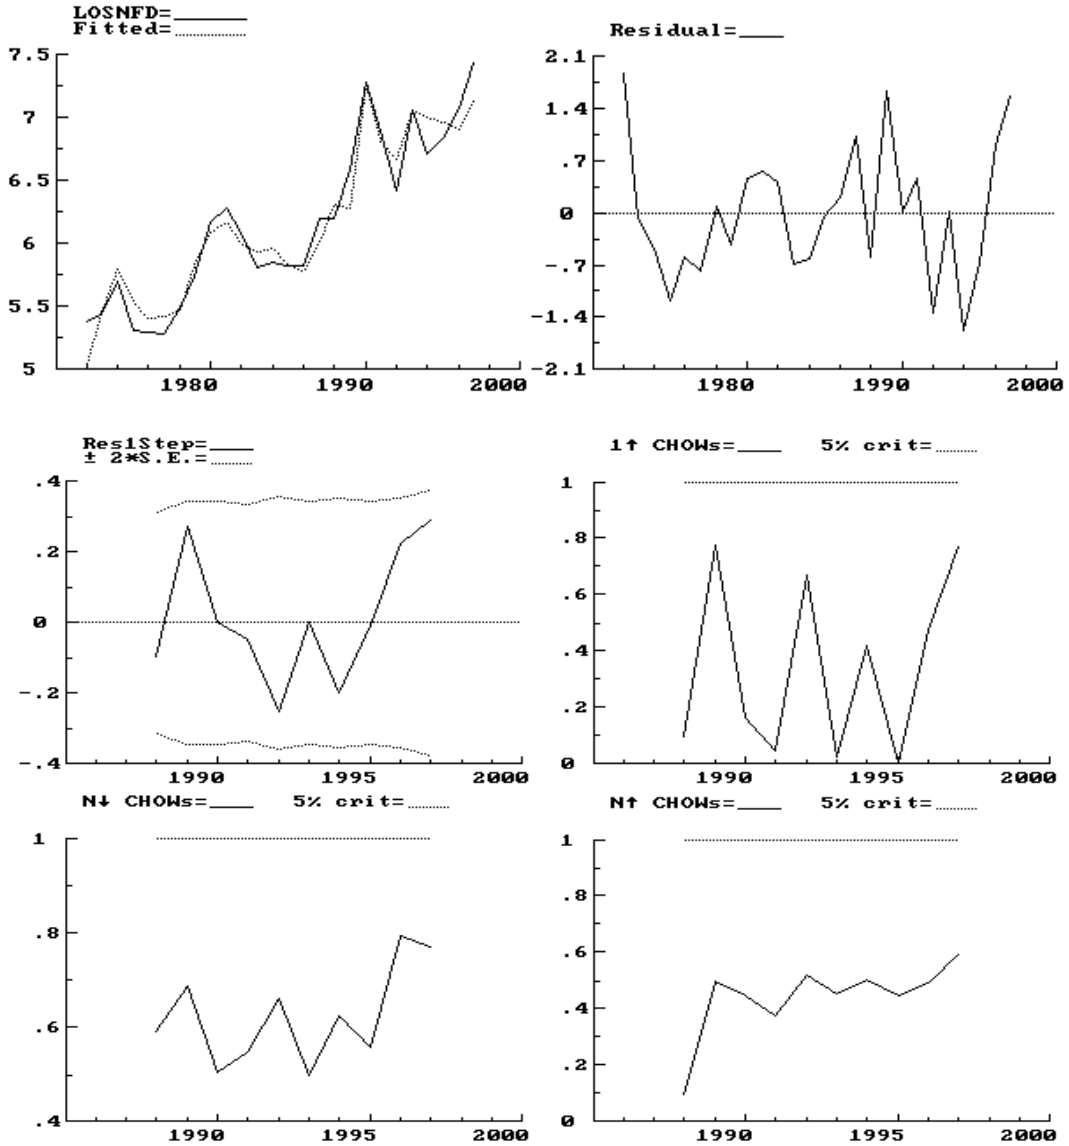 LOSNFD=
Fitted=
7.5
7
6.5
6
5.5
5
1980 1990 2000
Residual=
2.1
1.4
.7
0
-.7
-1.4
-2.1
1980 1990 2000
Res1Step=
± 2*S.E.=
.4
.2
0
-.2
-.4
1990 1995 2000
1↑ CHOWs= 5% crit=
1
.8
.6
.4
.2
0
1990 1995 2000
N↓ CHOWs= 5% crit=
1
.8
.6
.4
1990 1995 2000
N↑ CHOWs= 5% crit=
1
.8
.6
.4
.2
0
1990 1995 2000